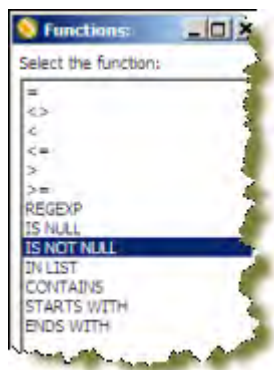 Functions:
Select the function:
=
<>
<
<=
>
>=
REGEXP
IS NULL
IS NOT NULL
IN LIST
CONTAINS
STARTS WITH
ENDS WITH